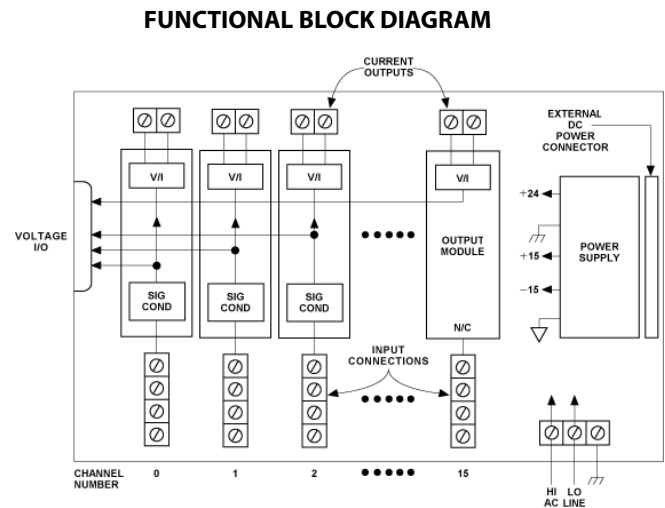 FUNCTIONAL BLOCK DIAGRAM
CURRENT
OUTPUTS
EXTERNAL
DC
POWER
CONNECTOR
V/I
V/I
V/I
V/I
+24
VOLTAGE
I/O
OUTPUT
MODULE
+15
POWER
SUPPLY
−15
SIG
COND
SIG
COND
SIG
COND
N/C
INPUT
CONNECTIONS
CHANNEL
NUMBER
0
1
2
15
HI
AC
LO
LINE